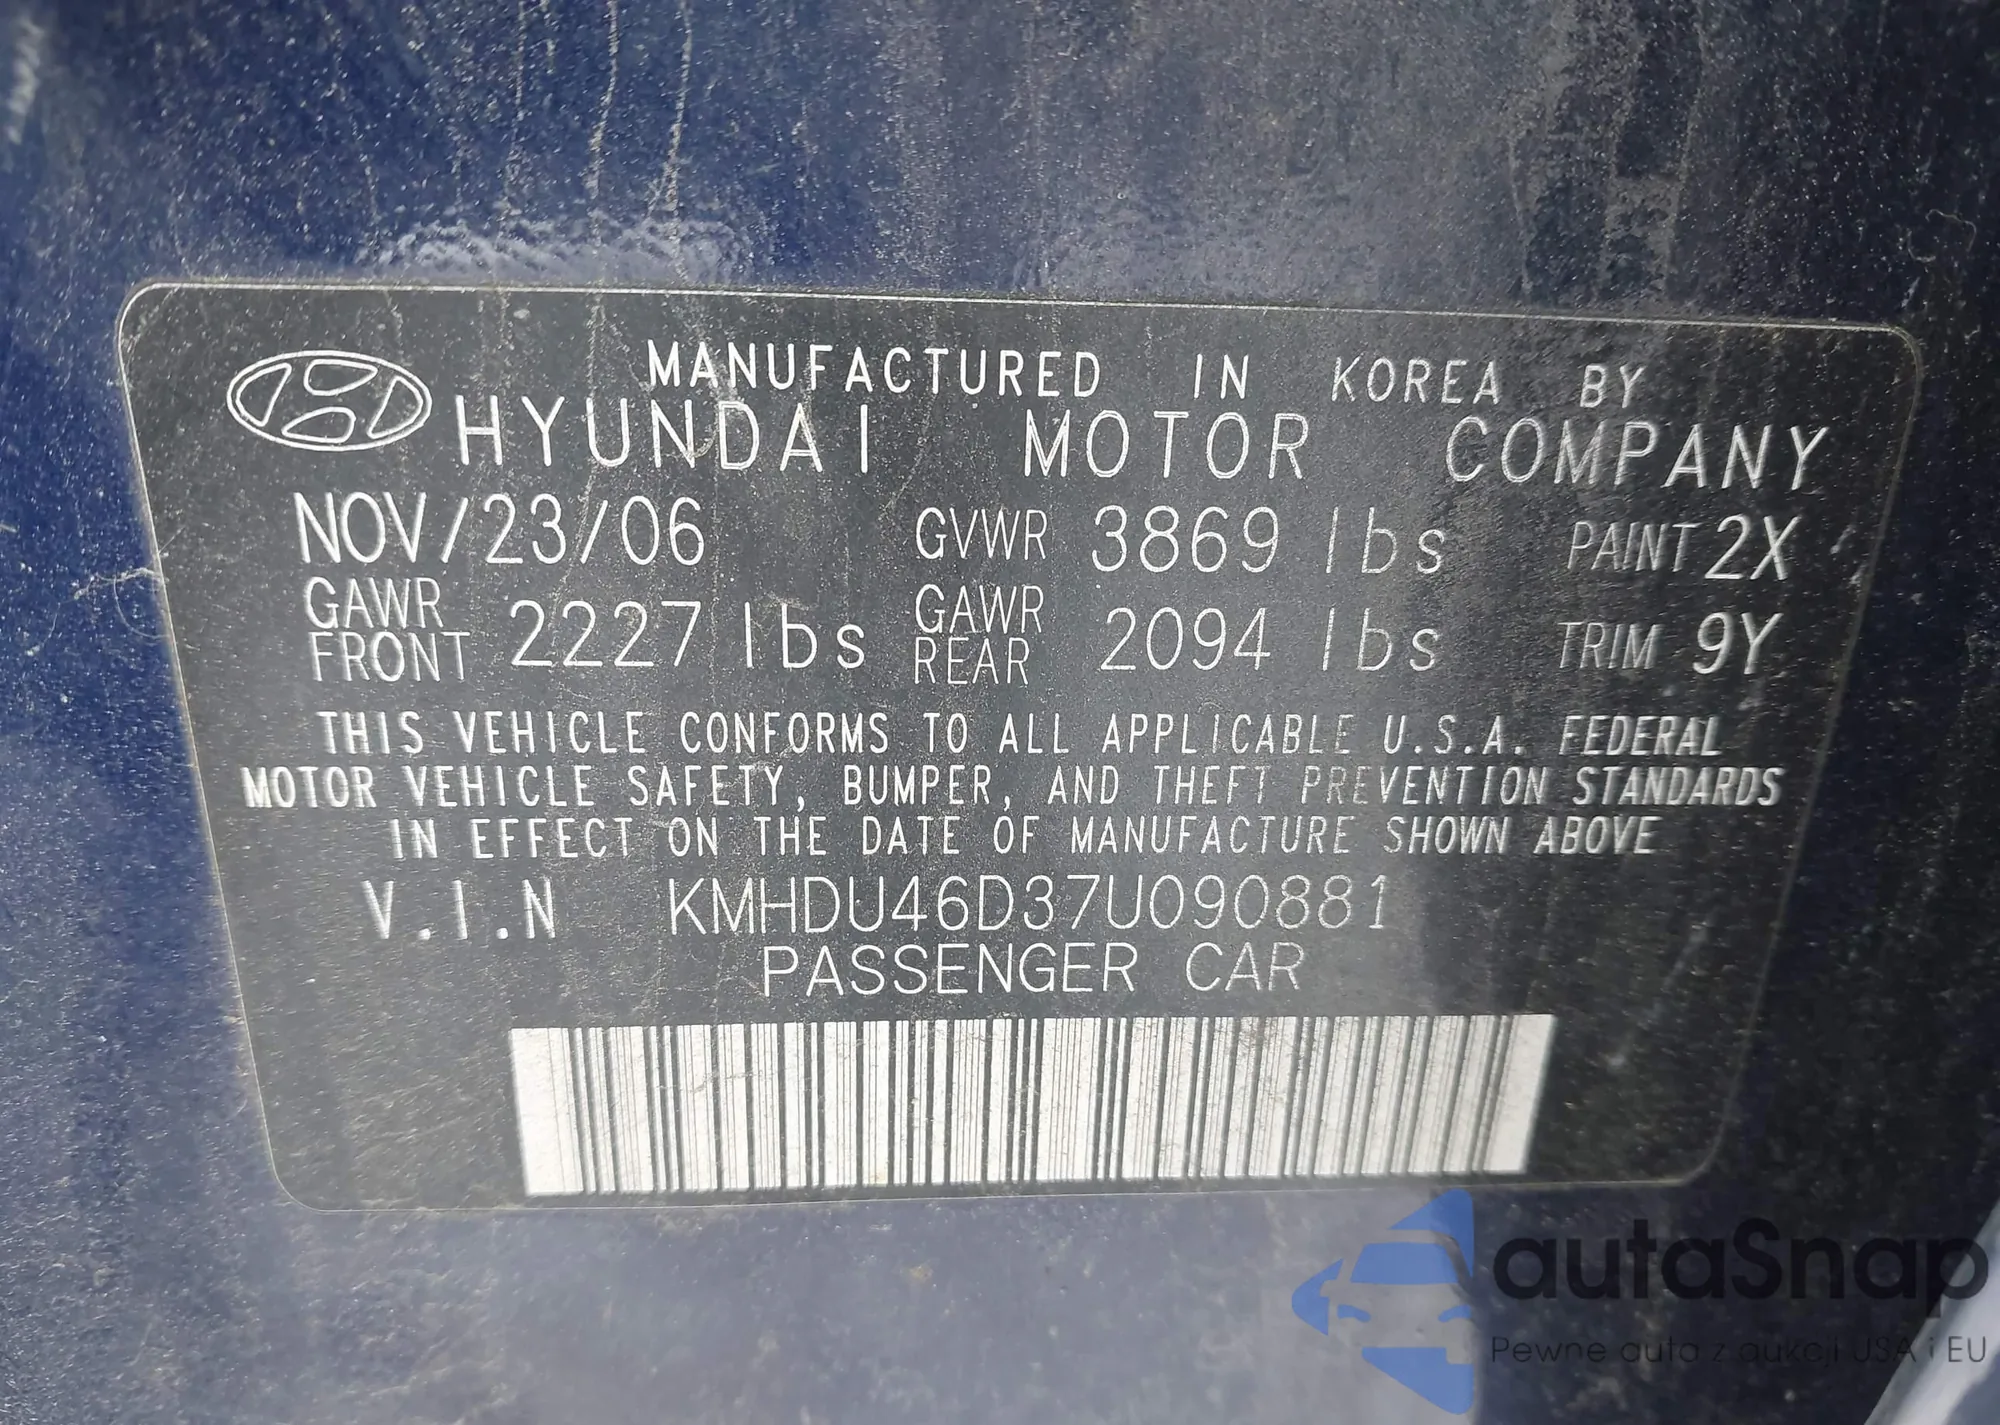 MANUFACTURED IN KOREA BY
HYUNDAI MOTOR COMPANY
NOV/23/06 GVWR 3869 lbs PAINT 2X
GAWR FRONT 2227 lbs GAWR REAR 2094 lbs TRIM 9Y
THIS VEHICLE CONFORMS TO ALL APPLICABLE U.S.A. FEDERAL
MOTOR VEHICLE SAFETY, BUMPER, AND THEFT PREVENTION STANDARDS
IN EFFECT ON THE DATE OF MANUFACTURE SHOWN ABOVE
V.I.N KMHDU46D37U090881
PASSENGER CAR
autaSnap
Pewne auta z aukcji USA i EU